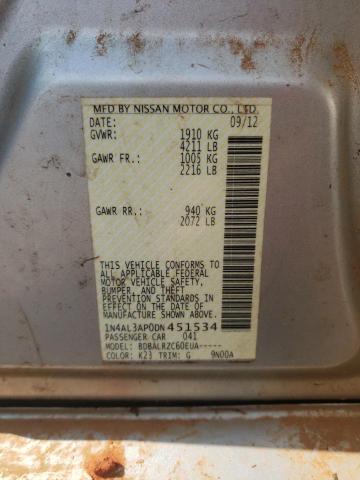 MFD BY NISSAN MOTOR CO., LTD.
DATE: 09/12
GVWR: 1910 KG
4211 LB
GAWR FR.: 1005 KG
2216 LB
GAWR RR.: 940 KG
2072 LB
THIS VEHICLE CONFORMS TO
ALL APPLICABLE FEDERAL
MOTOR VEHICLE SAFETY,
BUMPER, AND THEFT
PREVENTION STANDARDS IN
EFFECT ON THE DATE OF
MANUFACTURE SHOWN ABOVE.
1N4AL3AP0DN451534
PASSENGER CAR 041
MODEL: BDBALRZC60EUA-----
COLOR: K23 TRIM: G 9N00A